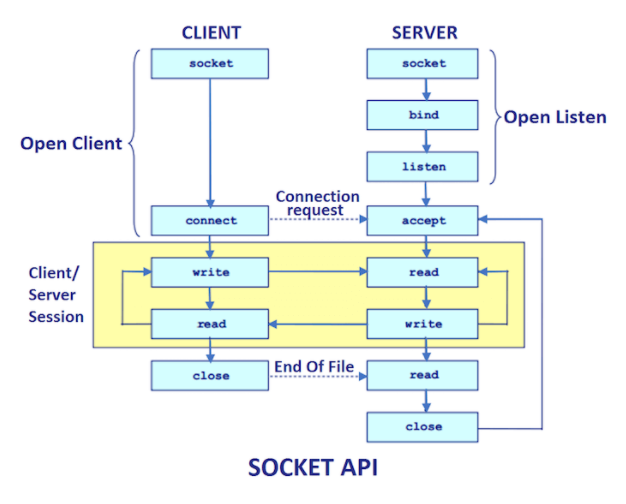 CLIENT
SERVER
socket
socket
bind
Open Client
Open Listen
listen
Connection
request
connect
accept
Client/
Server
Session
write
read
read
write
close
End Of File
read
close
SOCKET API